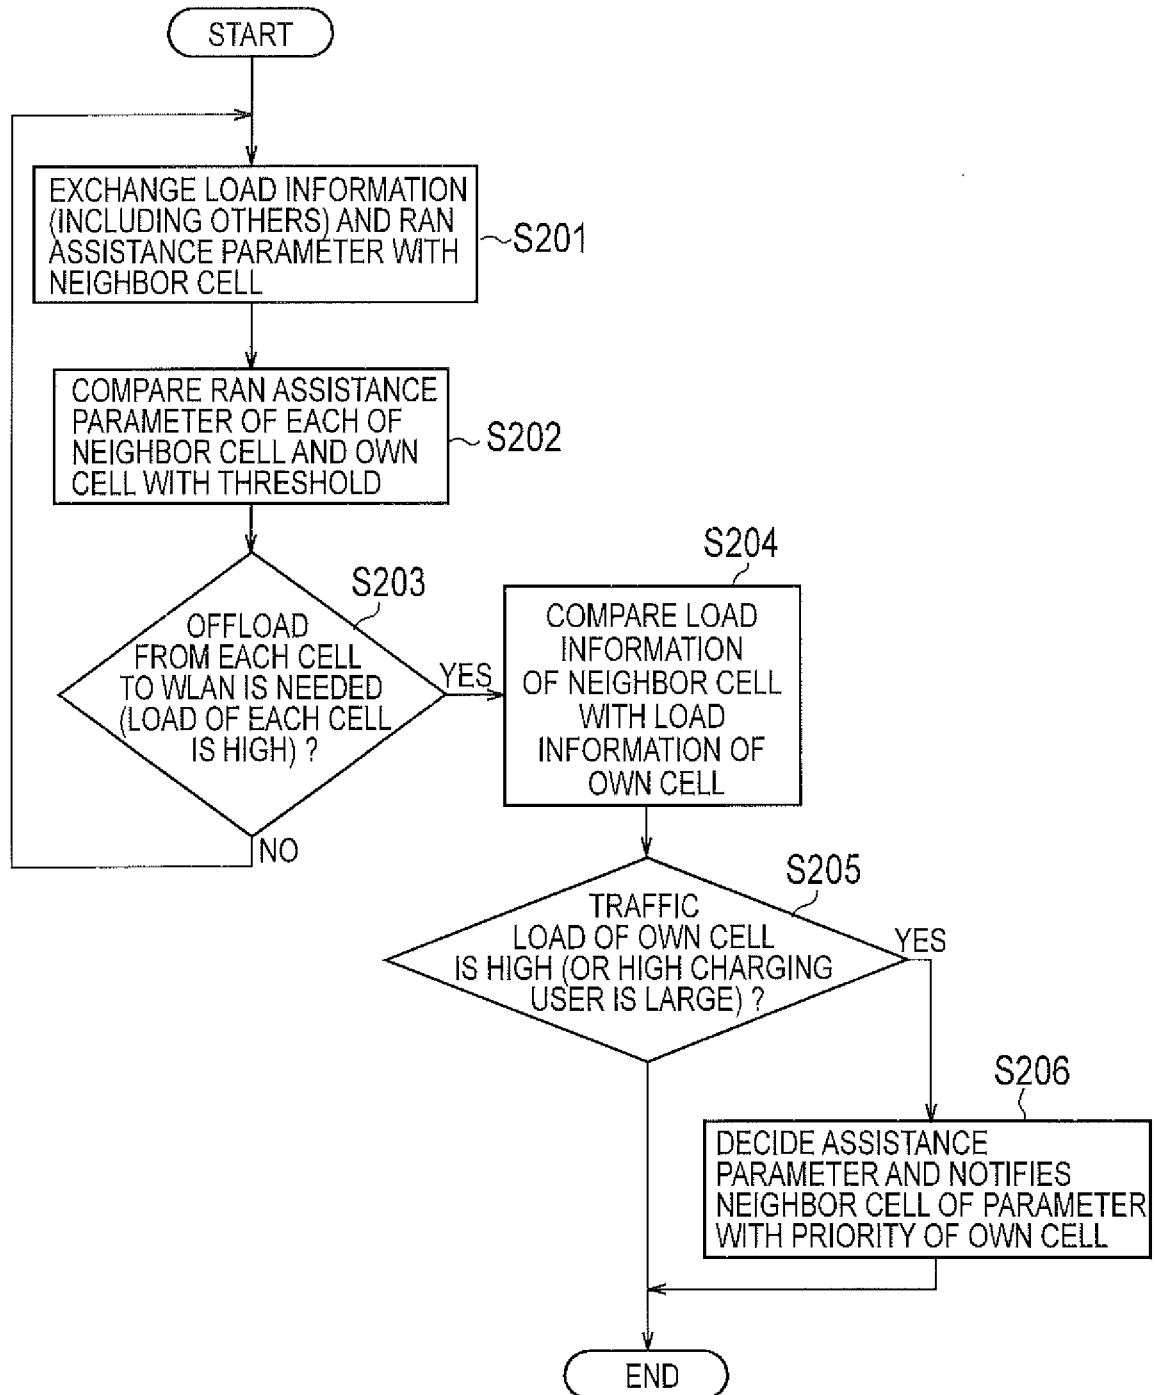 START
EXCHANGE LOAD INFORMATION
(INCLUDING OTHERS) AND RAN
ASSISTANCE PARAMETER WITH
NEIGHBOR CELL
S201
COMPARE RAN ASSISTANCE
PARAMETER OF EACH OF
NEIGHBOR CELL AND OWN
CELL WITH THRESHOLD
S202
S203
OFFLOAD
FROM EACH CELL
TO WLAN IS NEEDED
(LOAD OF EACH CELL
IS HIGH) ?
YES
NO
S204
COMPARE LOAD
INFORMATION
OF NEIGHBOR CELL
WITH LOAD
INFORMATION OF
OWN CELL
S205
TRAFFIC
LOAD OF OWN CELL
IS HIGH (OR HIGH CHARGING
USER IS LARGE) ?
YES
S206
DECIDE ASSISTANCE
PARAMETER AND NOTIFIES
NEIGHBOR CELL OF PARAMETER
WITH PRIORITY OF OWN CELL
END